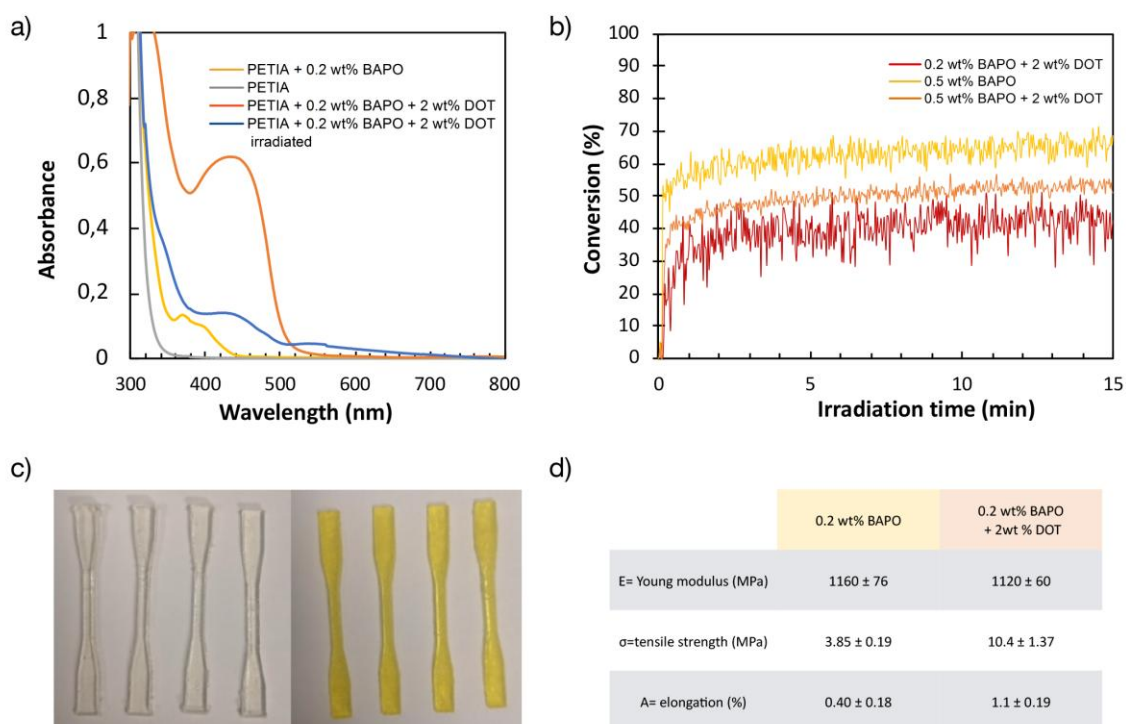 a)
1
0,8
0,6
0,4
0,2
0
300 400 500 600 700 800
Absorbance
Wavelength (nm)
PETIA + 0.2 wt% BAPO
PETIA
PETIA + 0.2 wt% BAPO + 2 wt% DOT
PETIA + 0.2 wt% BAPO + 2 wt% DOT
irradiated
b)
100
90
80
70
60
50
40
30
20
10
0
0 5 10 15
Conversion (%)
Irradiation time (min)
0.2 wt% BAPO + 2 wt% DOT
0.5 wt% BAPO
0.5 wt% BAPO + 2 wt% DOT
c)
d)
0.2 wt% BAPO
0.2 wt% BAPO
+ 2wt % DOT
E= Young modulus (MPa) 1160 ± 76 1120 ± 60
σ=tensile strength (MPa) 3.85 ± 0.19 10.4 ± 1.37
A= elongation (%) 0.40 ± 0.18 1.1 ± 0.19